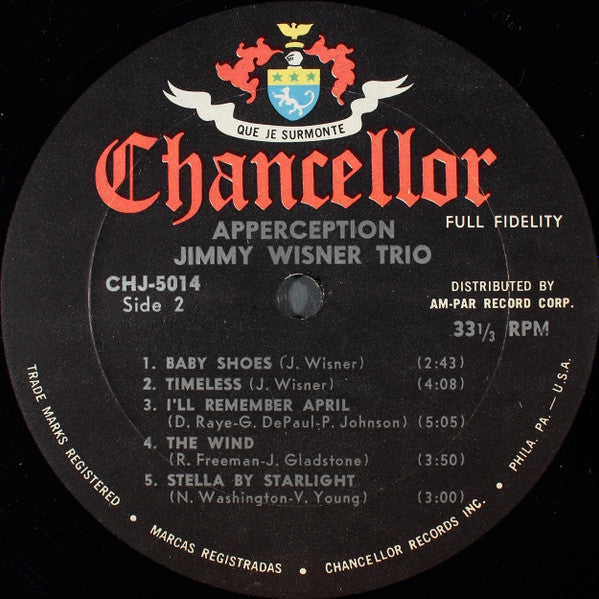 QUE JE SURMONTE
Chancellor
FULL FIDELITY
APPERCEPTION
JIMMY WISNER TRIO
CHJ-5014
Side 2
DISTRIBUTED BY
AM-PAR RECORD CORP.
33 1/3 RPM
1. BABY SHOES (J. Wisner) (2:43)
2. TIMELESS (J. Wisner) (4:08)
3. I'LL REMEMBER APRIL
(D. Raye-G. DePaul-P. Johnson) (5:05)
4. THE WIND
(R. Freeman-J. Gladstone) (3:50)
5. STELLA BY STARLIGHT
(N. Washington-V. Young) (3:00)
TRADE MARKS REGISTERED • MARCAS REGISTRADAS • CHANCELLOR RECORDS INC. • PHILA. PA. — U.S.A.